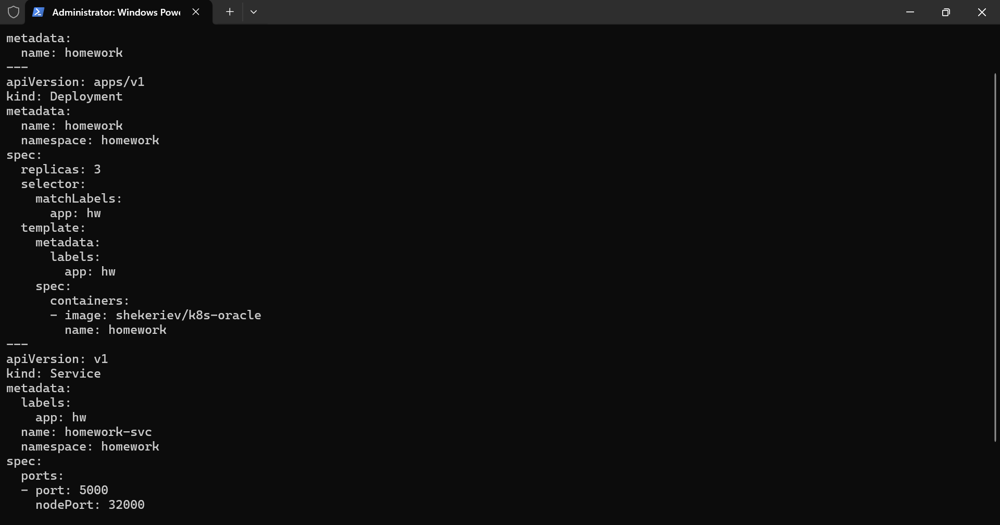 Administrator: Windows Pow
metadata:
  name: homework
---
apiVersion: apps/v1
kind: Deployment
metadata:
  name: homework
  namespace: homework
spec:
  replicas: 3
  selector:
    matchLabels:
      app: hw
  template:
    metadata:
      labels:
        app: hw
    spec:
      containers:
      - image: shekeriev/k8s-oracle
        name: homework
---
apiVersion: v1
kind: Service
metadata:
  labels:
    app: hw
  name: homework-svc
  namespace: homework
spec:
  ports:
  - port: 5000
    nodePort: 32000